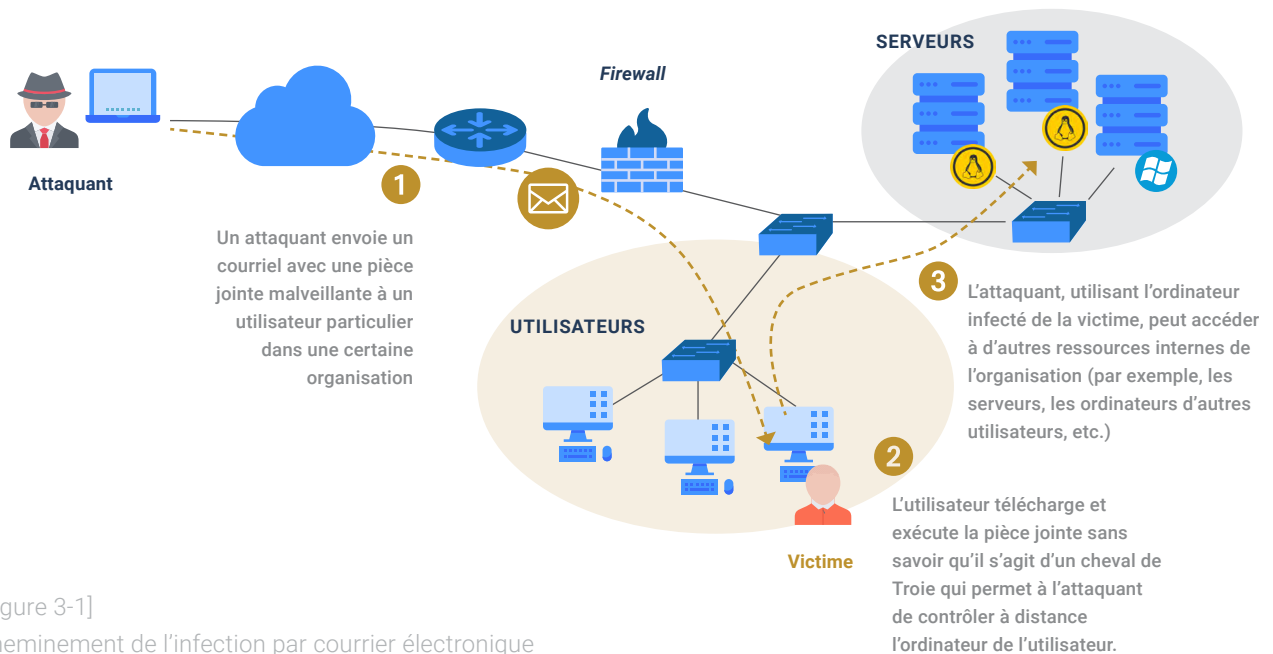 SERVEURS
Firewall
Attaquant
1
Un attaquant envoie un
courriel avec une pièce
jointe malveillante à un
utilisateur particulier
dans une certaine
organisation
UTILISATEURS
3
L’attaquant, utilisant l’ordinateur
infecté de la victime, peut accéder
à d’autres ressources internes de
l’organisation (par exemple, les
serveurs, les ordinateurs d’autres
utilisateurs, etc.)
2
L’utilisateur télécharge et
exécute la pièce jointe sans
savoir qu’il s’agit d’un cheval de
Troie qui permet à l’attaquant
de contrôler à distance
l’ordinateur de l’utilisateur.
Victime
gure 3-1]
heminement de l’infection par courrier électronique